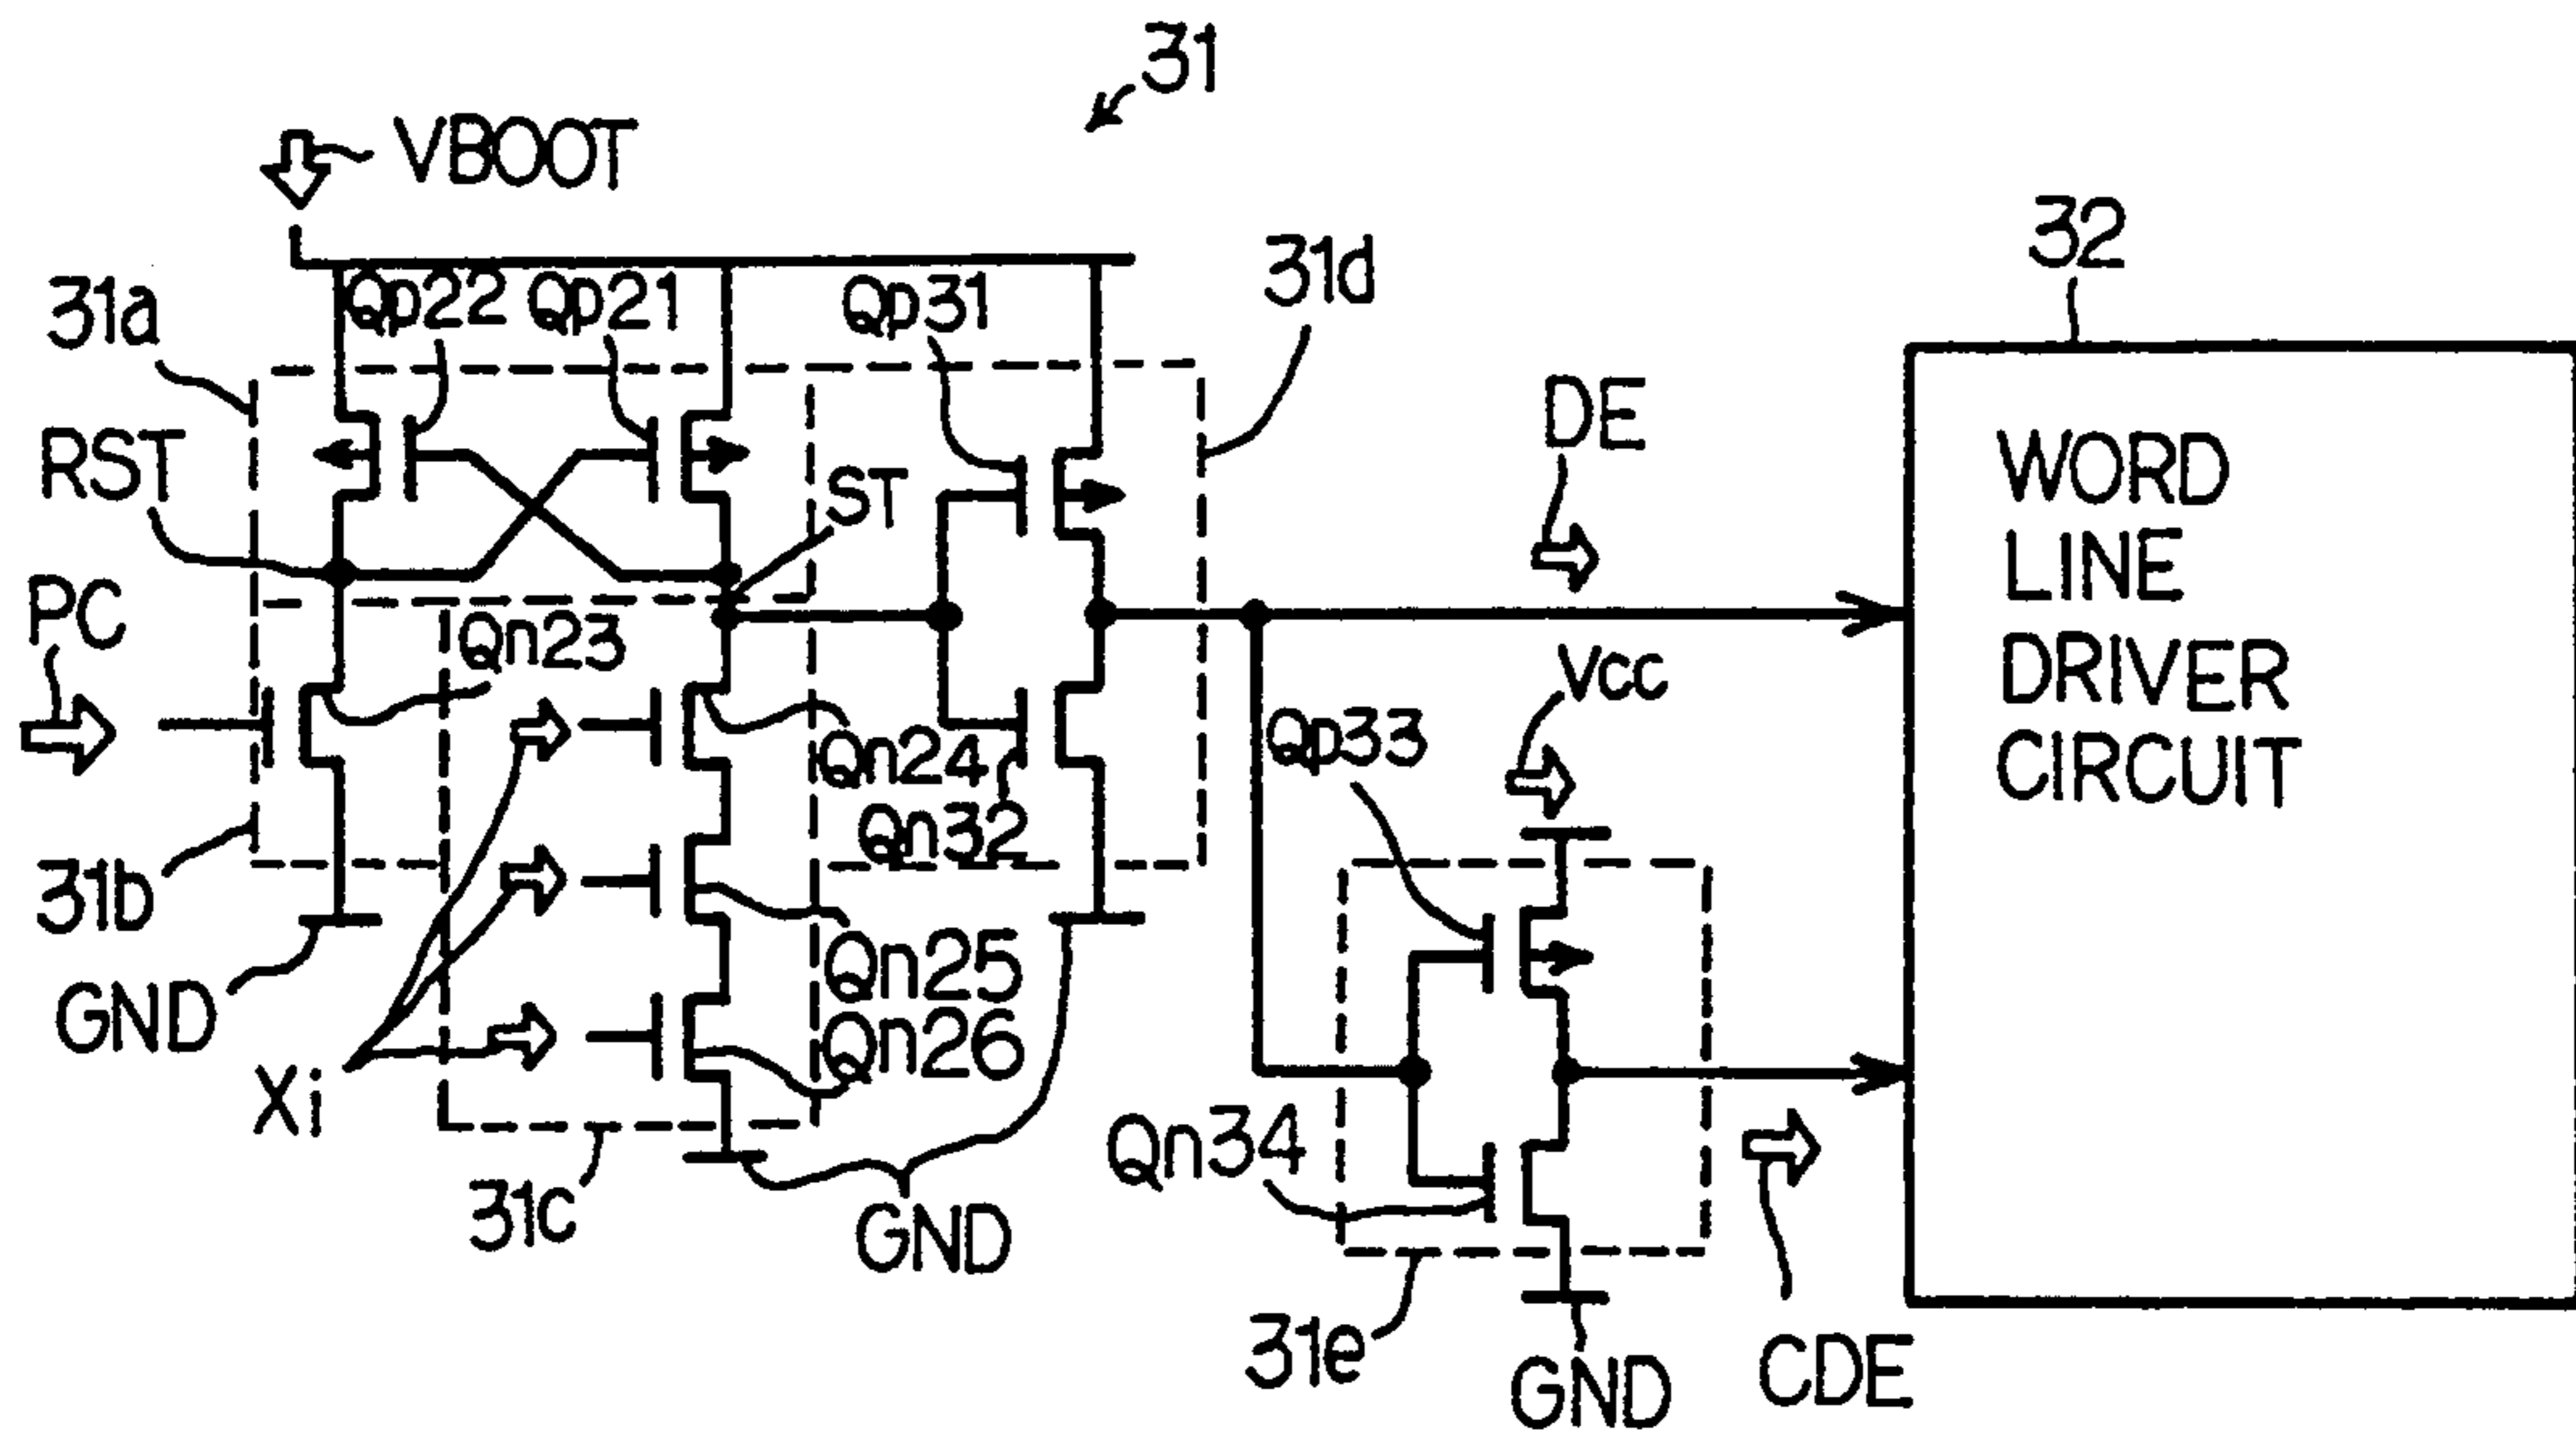 31
VBOOT
32
31a
Qp22
Qp21
Qp31
31d
RST
ST
DE
WORD
LINE
DRIVER
CIRCUIT
PC
Qn23
Vcc
Qp33
Qn24
Qn32
31b
Qn25
GND
Qn26
Xi
Qn34
31c
GND
31e
GND
CDE